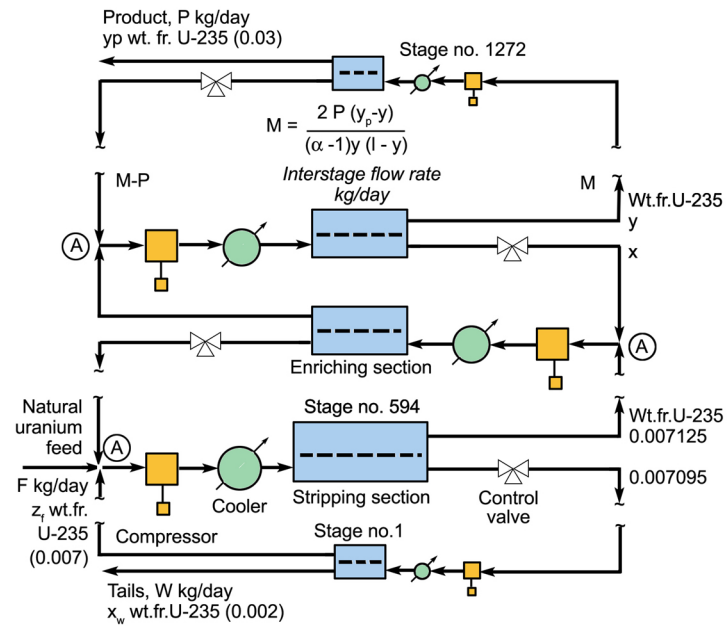 Product, P kg/day
yp wt. fr. U-235 (0.03)
Stage no. 1272
M = 2 P (yₚ-y)
(α -1)y (l - y)
M-P
Interstage flow rate
kg/day
M
Wt.fr.U-235
y
A
x
A
Enriching section
Natural
uranium
feed
A
Stage no. 594
Wt.fr.U-235
0.007125
F kg/day
z_f wt.fr.
U-235
(0.007)
Cooler
Stripping section
Control
valve
0.007095
Compressor
Stage no.1
Tails, W kg/day
x_w wt.fr.U-235 (0.002)